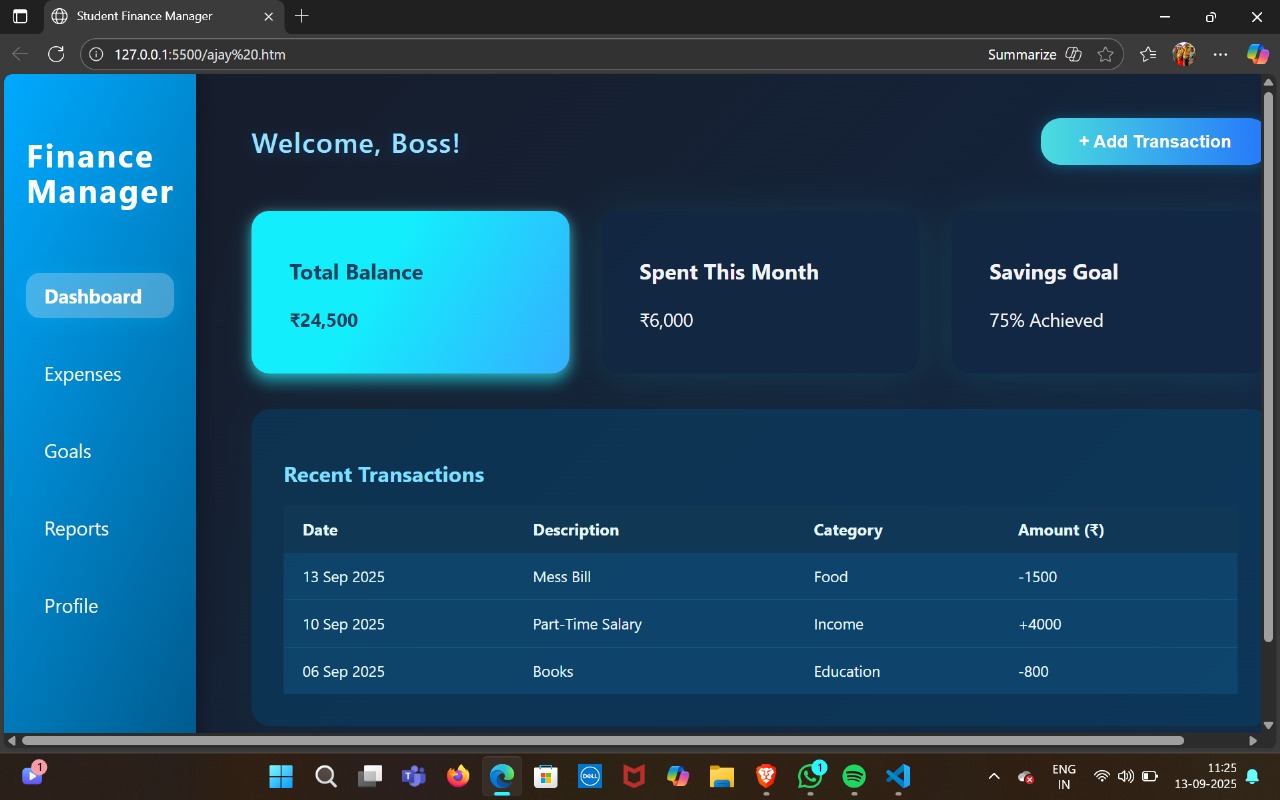 Student Finance Manager
127.0.0.1:5500/ajay%20.htm
Summarize
Finance
Manager
Dashboard
Expenses
Goals
Reports
Profile
Welcome, Boss!
+ Add Transaction
Total Balance
₹24,500
Spent This Month
₹6,000
Savings Goal
75% Achieved
Recent Transactions
Date Description Category Amount (₹)
13 Sep 2025 Mess Bill Food -1500
10 Sep 2025 Part-Time Salary Income +4000
06 Sep 2025 Books Education -800
1
DELL
1
ENG
IN
11:25
13-09-2025